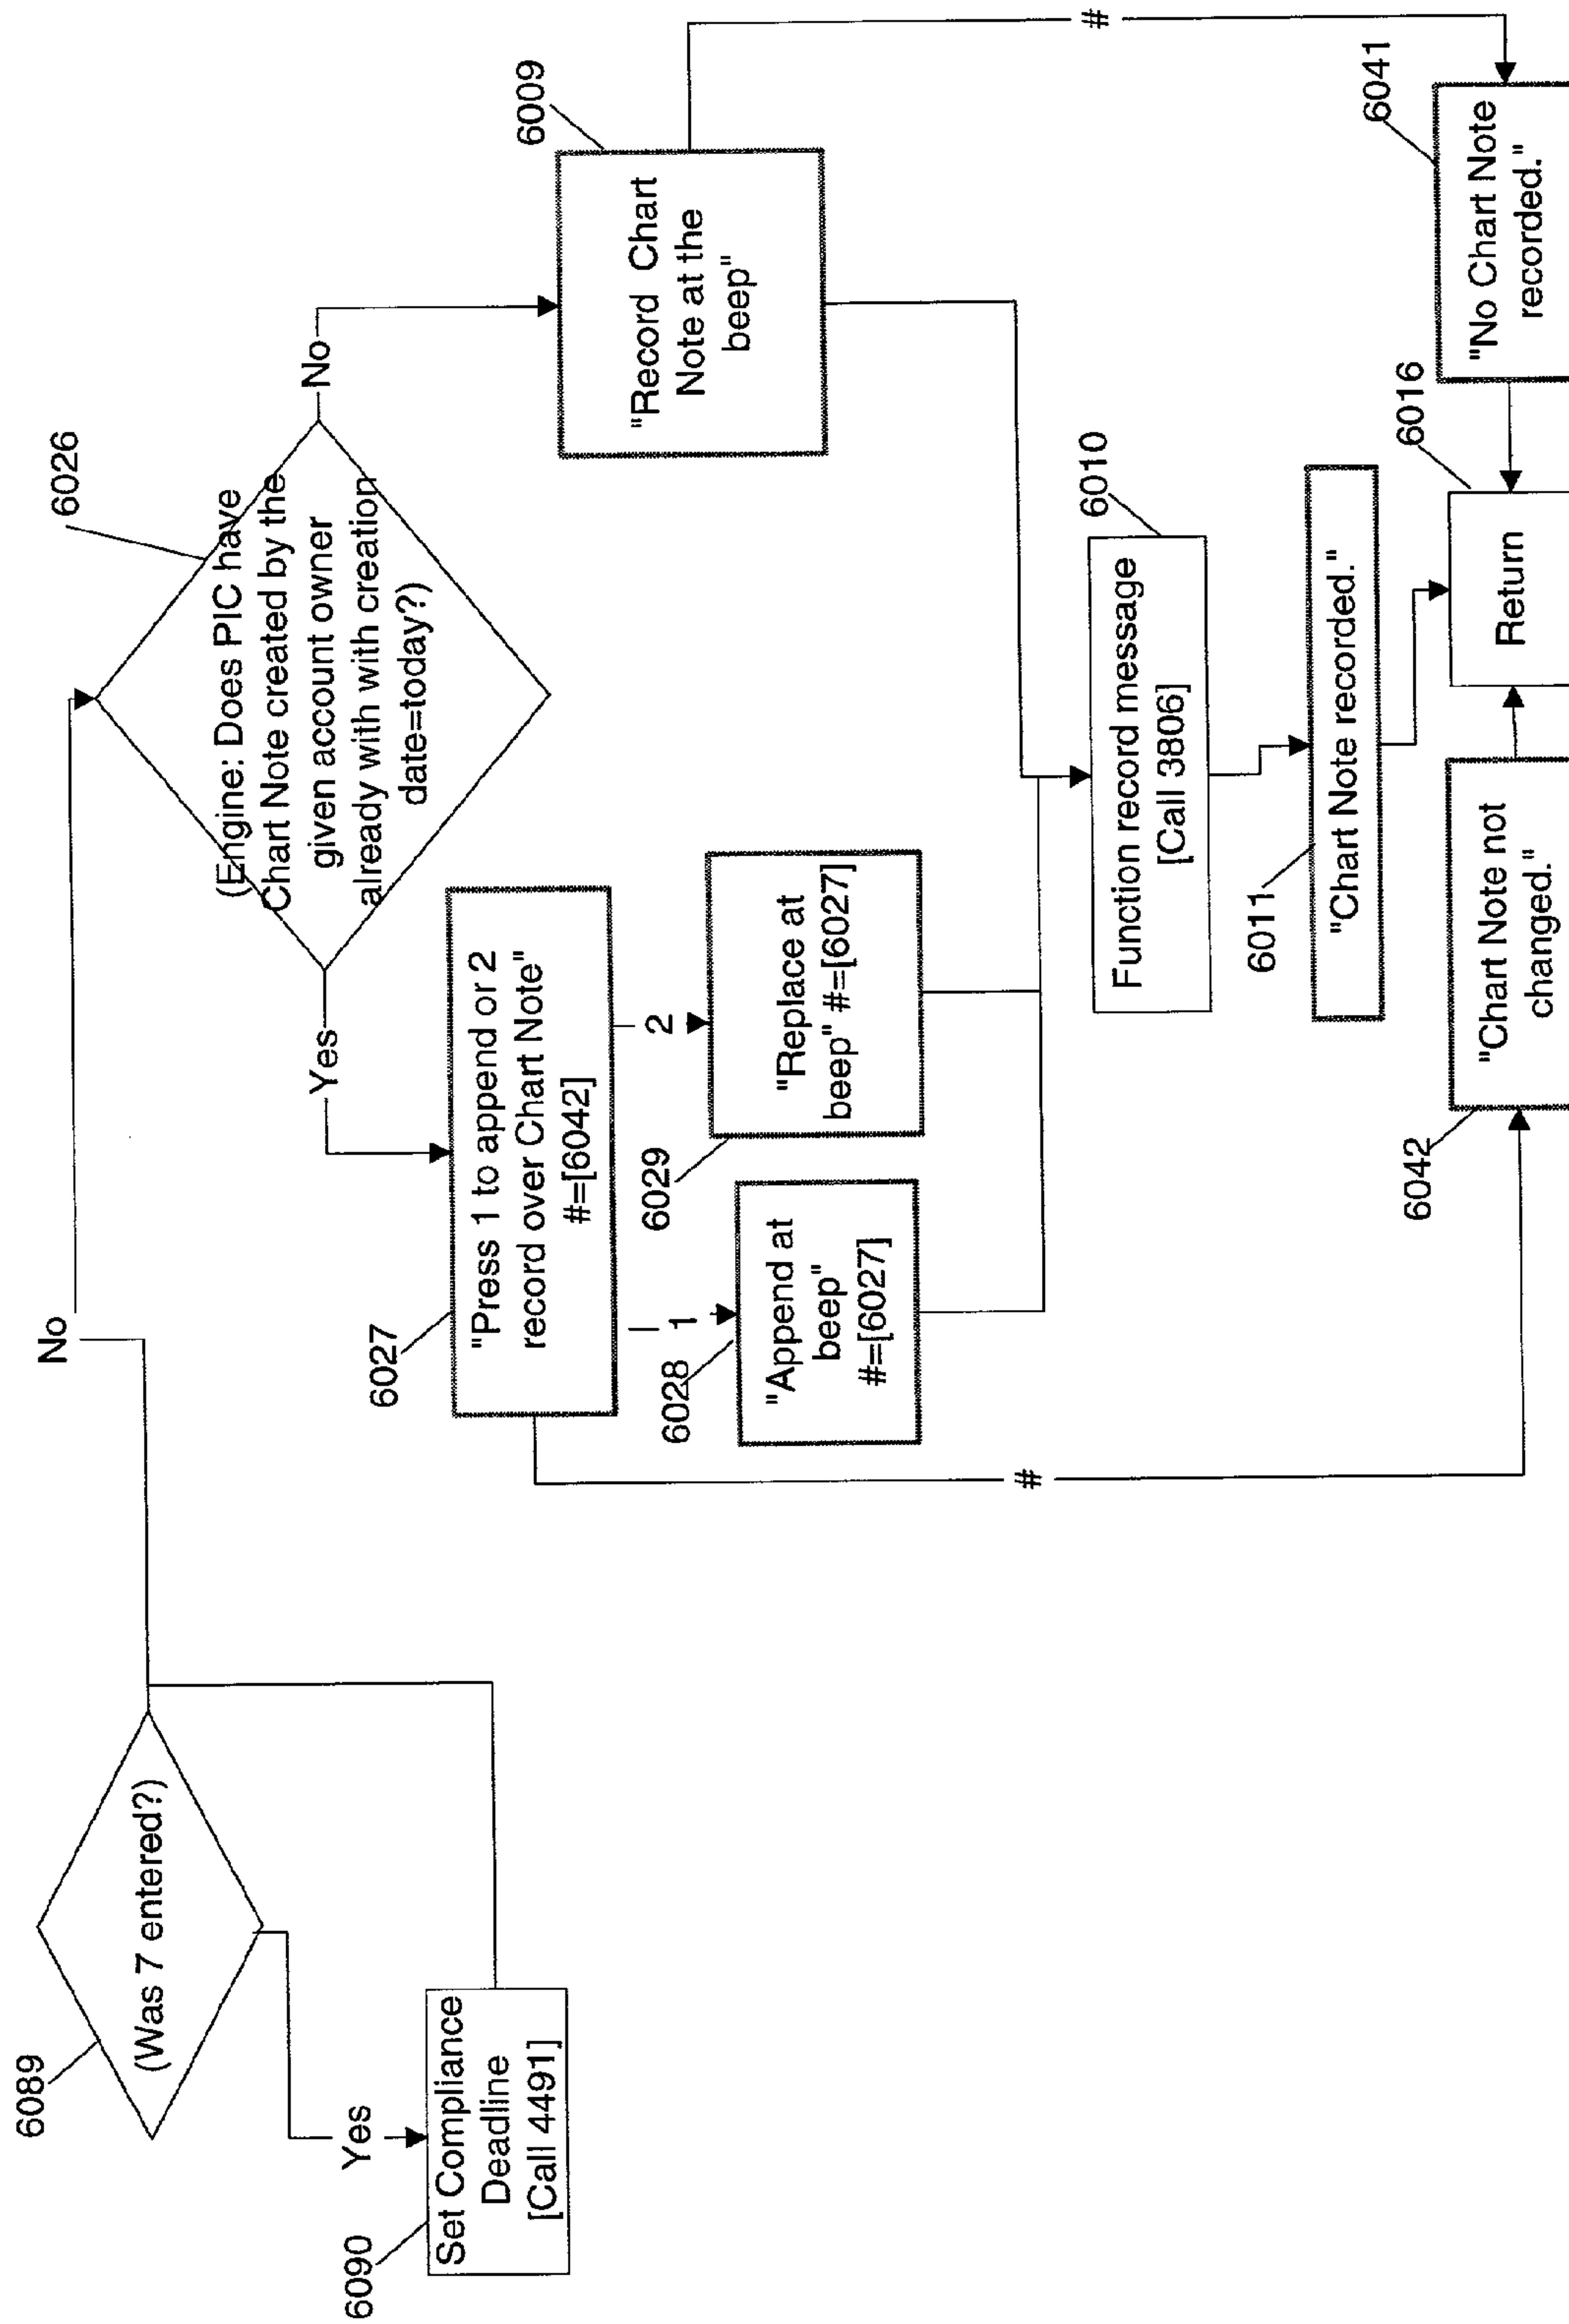 6089
(Was 7 entered?)
Yes
6090
Set Compliance
Deadline
[Call 4491]
No
6026
(Engine: Does PIC have
Chart Note created by the
given account owner
already with with creation
date=today?)
Yes
No
6027
"Press 1 to append or 2
record over Chart Note"
#=[6042]
1
2
6028
"Append at
beep"
#=[6027]
6029
"Replace at
beep" #=[6027]
6009
"Record Chart
Note at the
beep"
#
#
6010
Function record message
[Call 3806]
6011
"Chart Note recorded."
6042
"Chart Note not
changed."
6016
Return
6041
"No Chart Note
recorded."